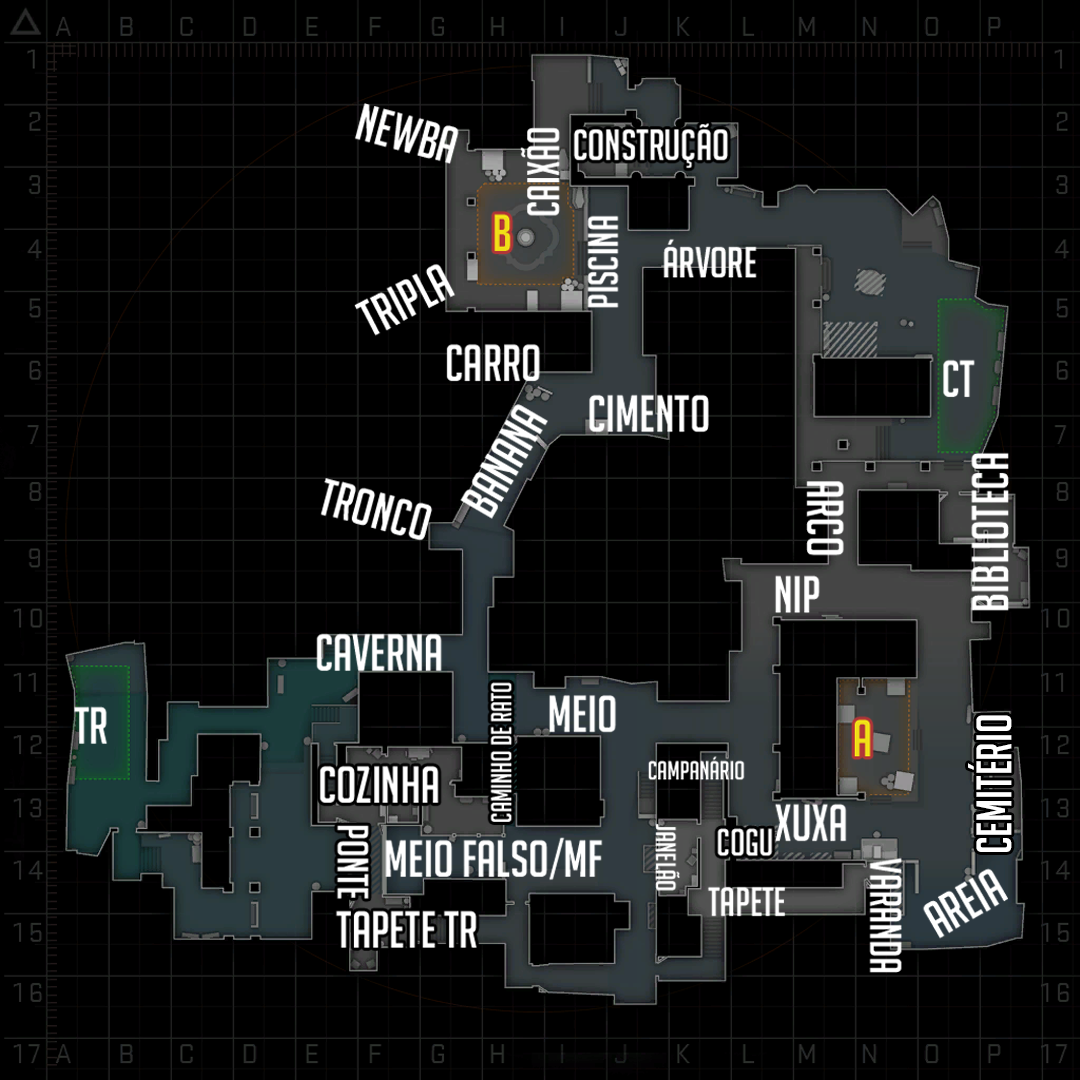 A B C D E F G H I J K L M N O P
1 1
2 2
NEWBA
CAIXÃO
CONSTRUÇÃO
3 3
B
PISCINA
4 4
ÁRVORE
TRIPLA
5 5
CARRO
6 6
CT
CIMENTO
7 7
BANANA
TRONCO
8 8
ARCO
BIBLIOTECA
9 9
NIP
10 10
CAVERNA
11 11
TR
CAMINHO DE RATO
MEIO
A
12 12
CAMPANÁRIO
CEMITÉRIO
COZINHA
13 13
XUXA
COGU
PONTE
MEIO FALSO/MF
JANELÃO
14 14
TAPETE
VARANDA
AREIA
TAPETE TR
15 15
16 16
17 A B C D E F G H I J K L M N O P 17